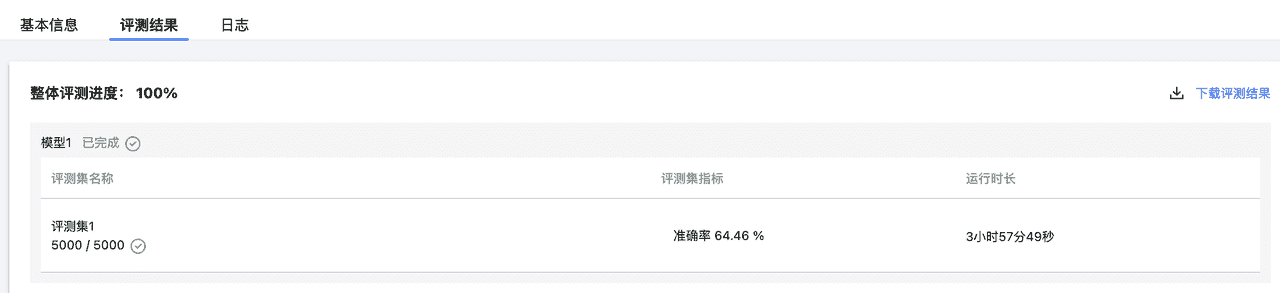 基本信息 评测结果 日志
整体评测进度： 100% 下载评测结果
模型1 已完成
评测集名称 评测集指标 运行时长
评测集1
5000 / 5000 准确率 64.46 % 3小时57分49秒